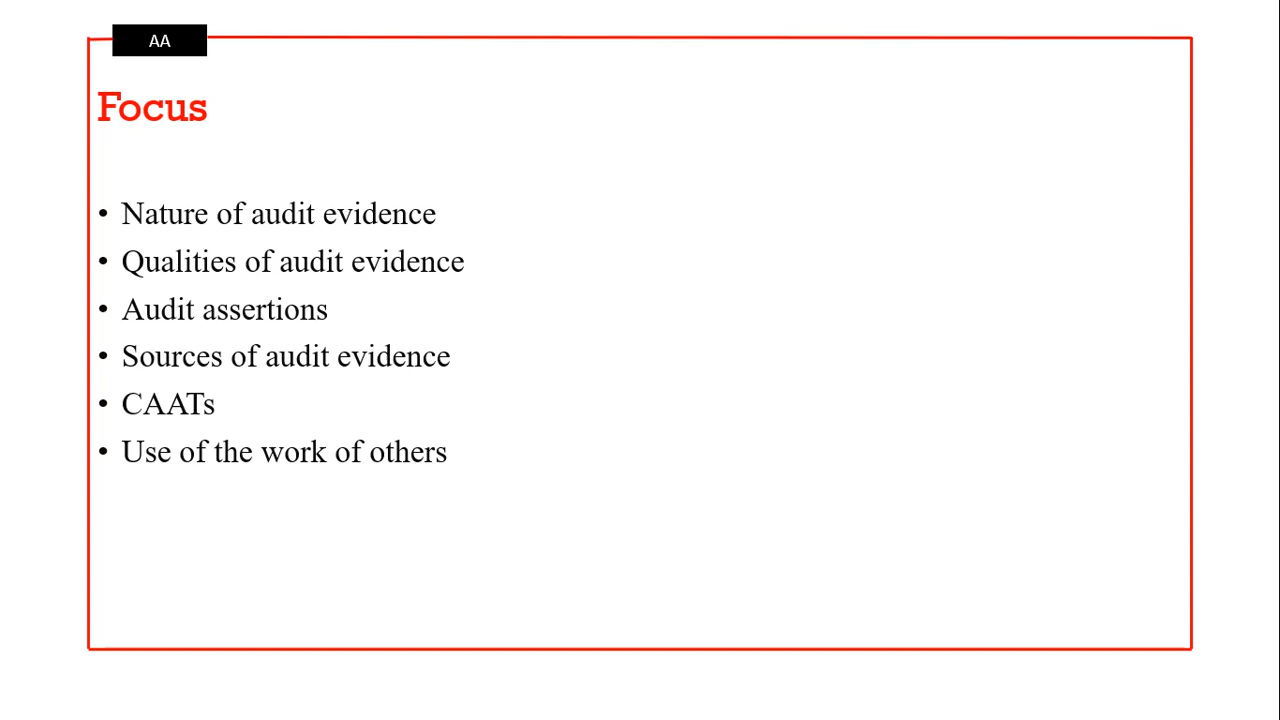 AA
Focus
• Nature of audit evidence
• Qualities of audit evidence
• Audit assertions
• Sources of audit evidence
• CAATs
• Use of the work of others